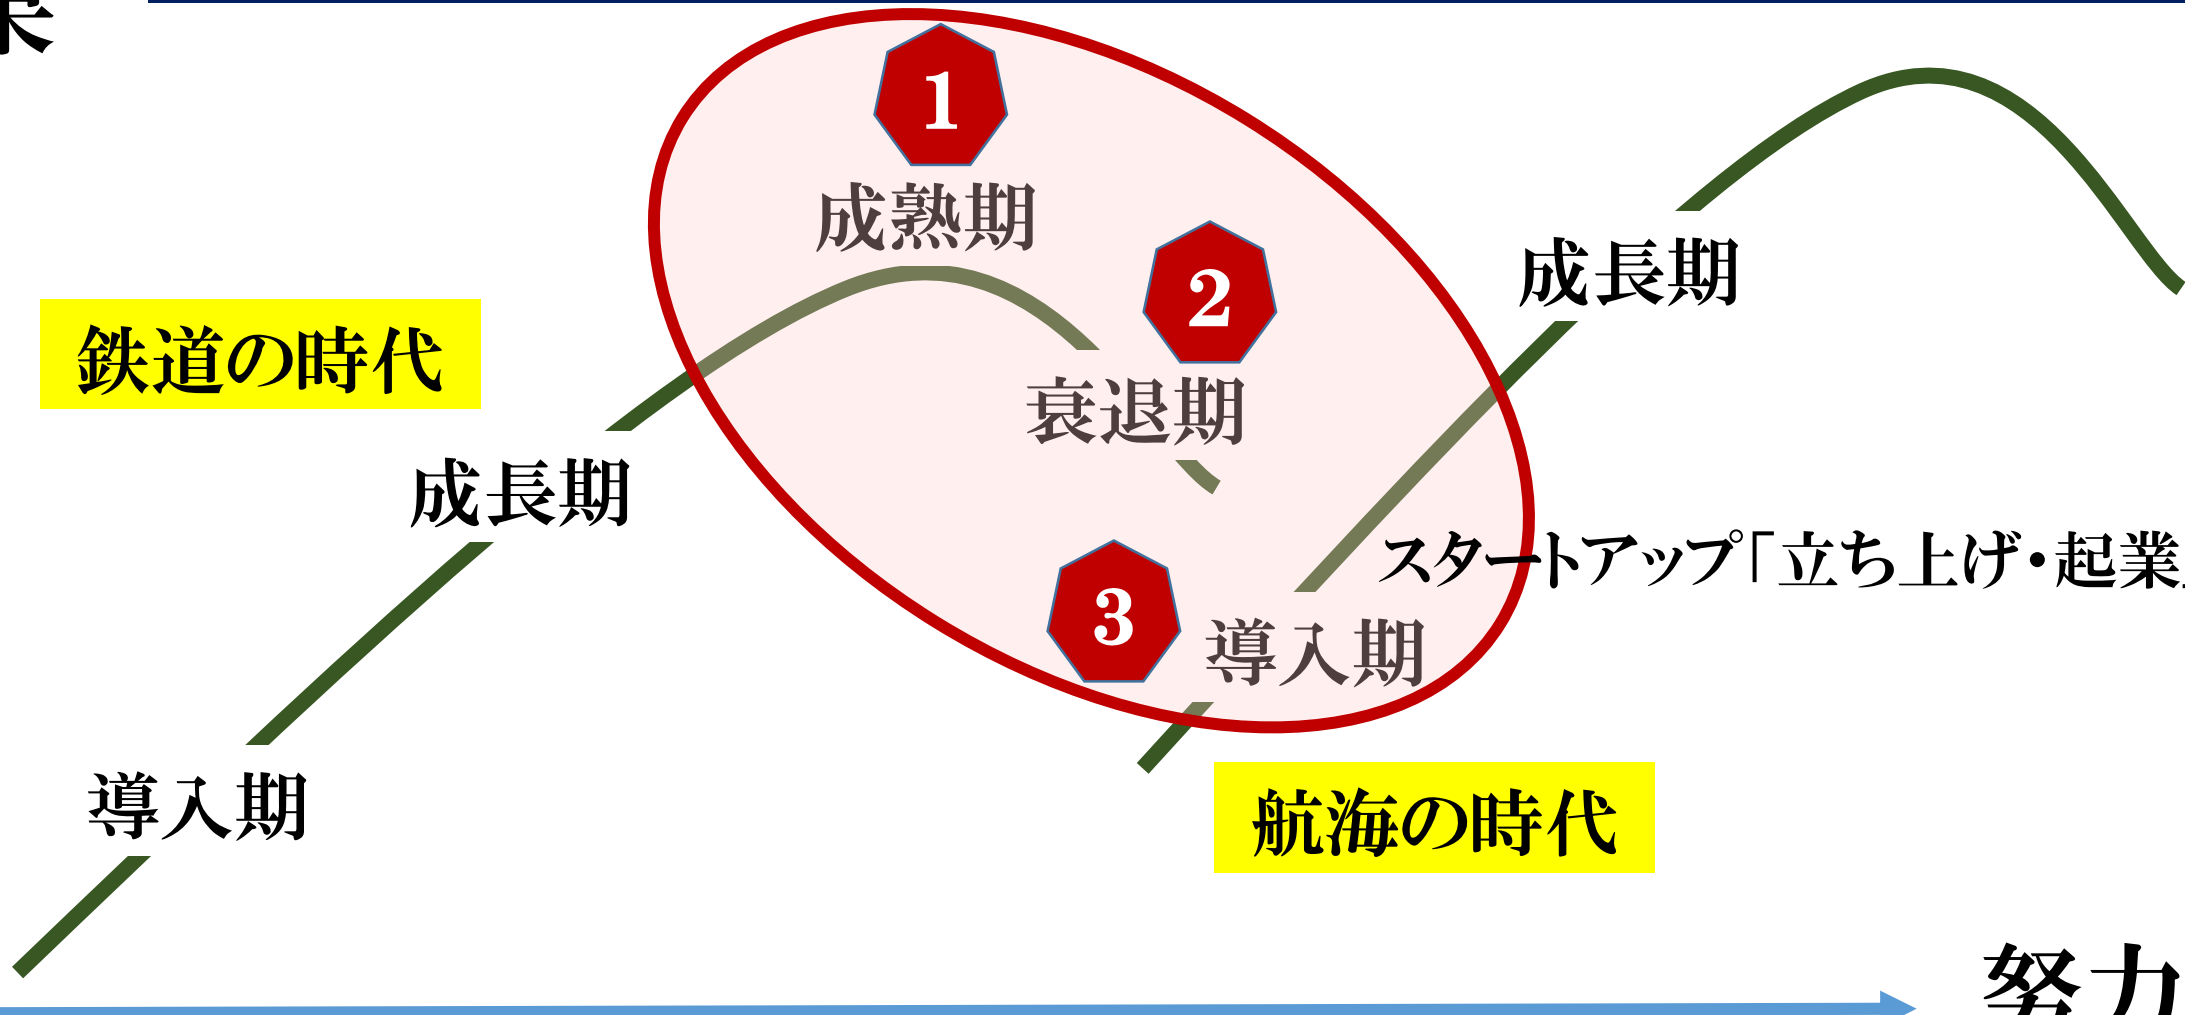 1
成熟期
2
成長期
鉄道の時代
衰退期
成長期
スタートアップ「立ち上げ・起業」
3
導入期
導入期
航海の時代
努力